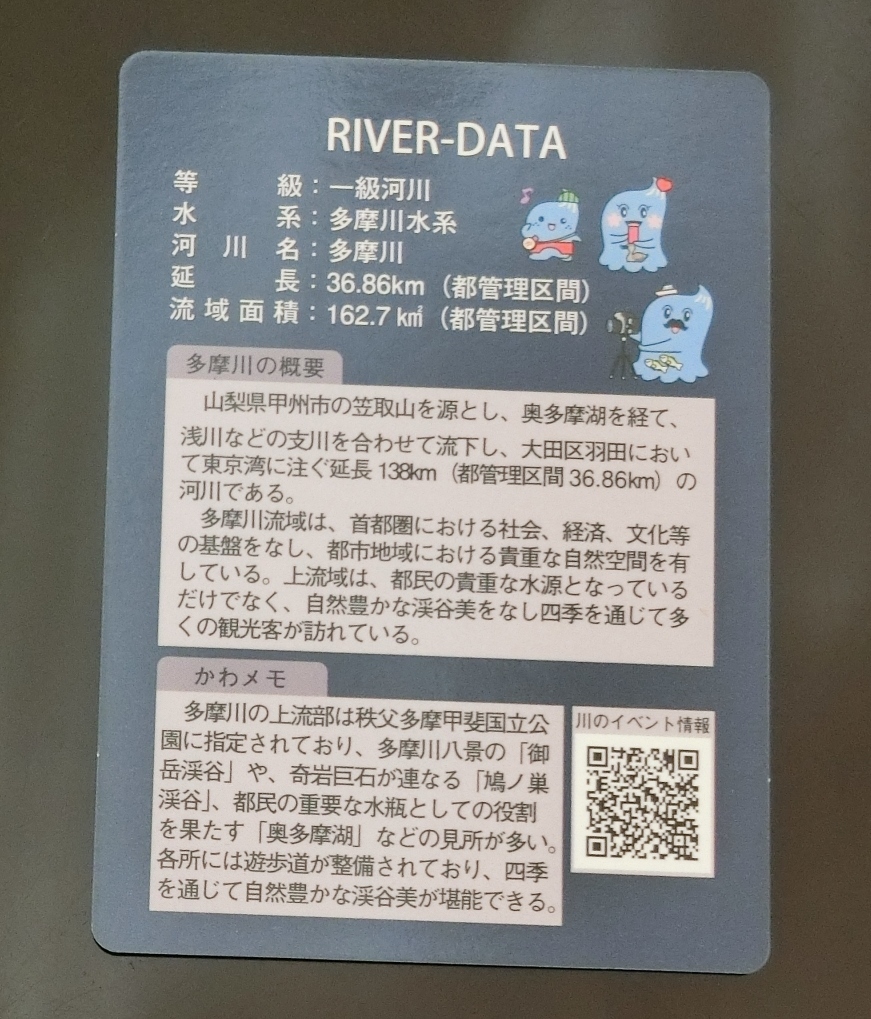 RIVER-DATA
等級：一級河川
水系：多摩川水系
河川名：多摩川
延長：36.86km（都管理区間）
流域面積：162.7㎢（都管理区間）
多摩川の概要
山梨県甲州市の笠取山を源とし、奥多摩湖を経て、
浅川などの支川を合わせて流下し、大田区羽田におい
て東京湾に注ぐ延長138km（都管理区間36.86km）の
河川である。
多摩川流域は、首都圏における社会、経済、文化等
の基盤をなし、都市地域における貴重な自然空間を有
している。上流域は、都民の貴重な水源となっている
だけでなく、自然豊かな渓谷美をなし四季を通じて多
くの観光客が訪れている。
かわメモ
多摩川の上流部は秩父多摩甲斐国立公
園に指定されており、多摩川八景の「御
岳渓谷」や、奇岩巨石が連なる「鳩ノ巣
渓谷」、都民の重要な水瓶としての役割
を果たす「奥多摩湖」などの見所が多い。
各所には遊歩道が整備されており、四季
を通じて自然豊かな渓谷美が堪能できる。
川のイベント情報